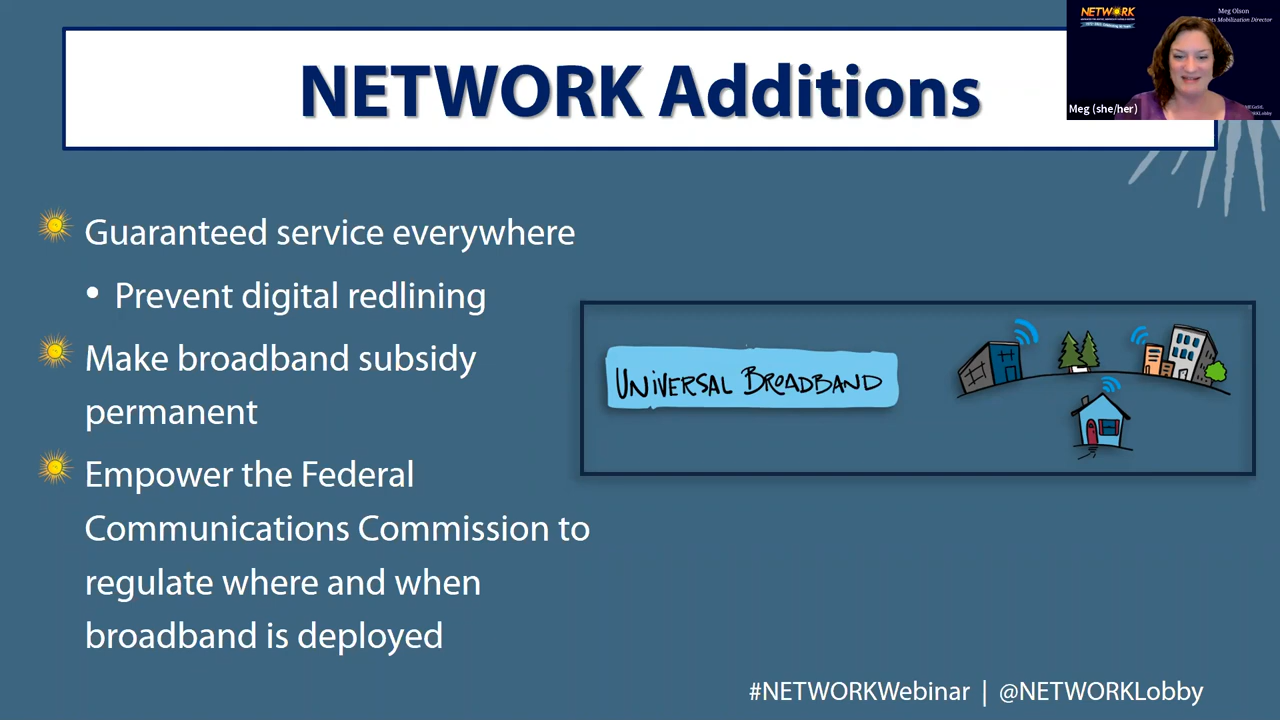 NETWORK Additions
NETWORK
Meg Olson
Mobilization Director
Meg (she/her)
Guaranteed service everywhere
• Prevent digital redlining
Make broadband subsidy
permanent
Empower the Federal
Communications Commission to
regulate where and when
broadband is deployed
UNIVERSAL BROADBAND
#NETWORKWebinar | @NETWORKLobby